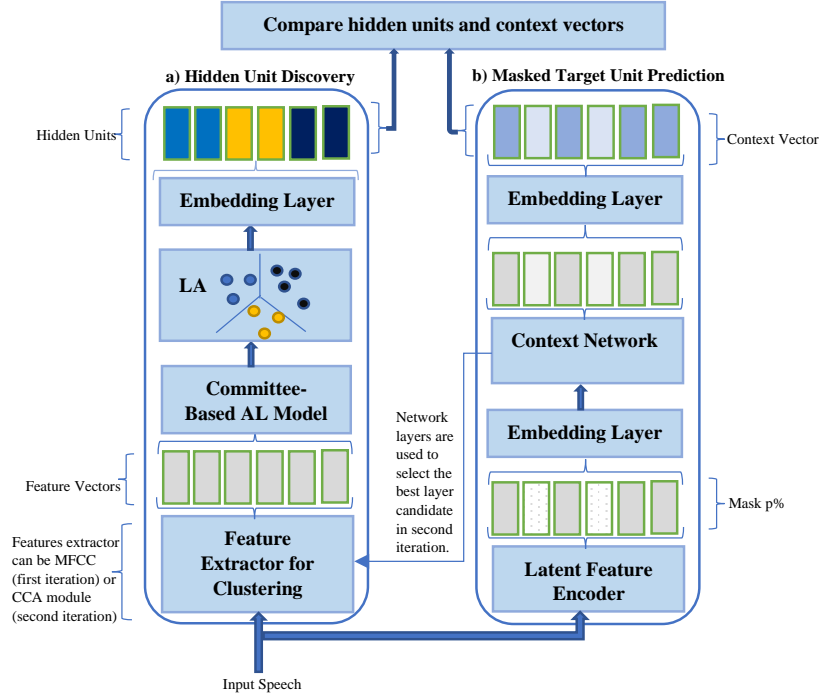 Compare hidden units and context vectors
a) Hidden Unit Discovery
b) Masked Target Unit Prediction
Hidden Units
Context Vector
Embedding Layer
Embedding Layer
LA
Context Network
Committee-
Based AL Model
Network
layers are
used to
select the
best layer
candidate
in second
iteration.
Embedding Layer
Feature Vectors
Mask p%
Features extractor
can be MFCC
(first iteration) or
CCA module
(second iteration)
Feature
Extractor for
Clustering
Latent Feature
Encoder
Input Speech